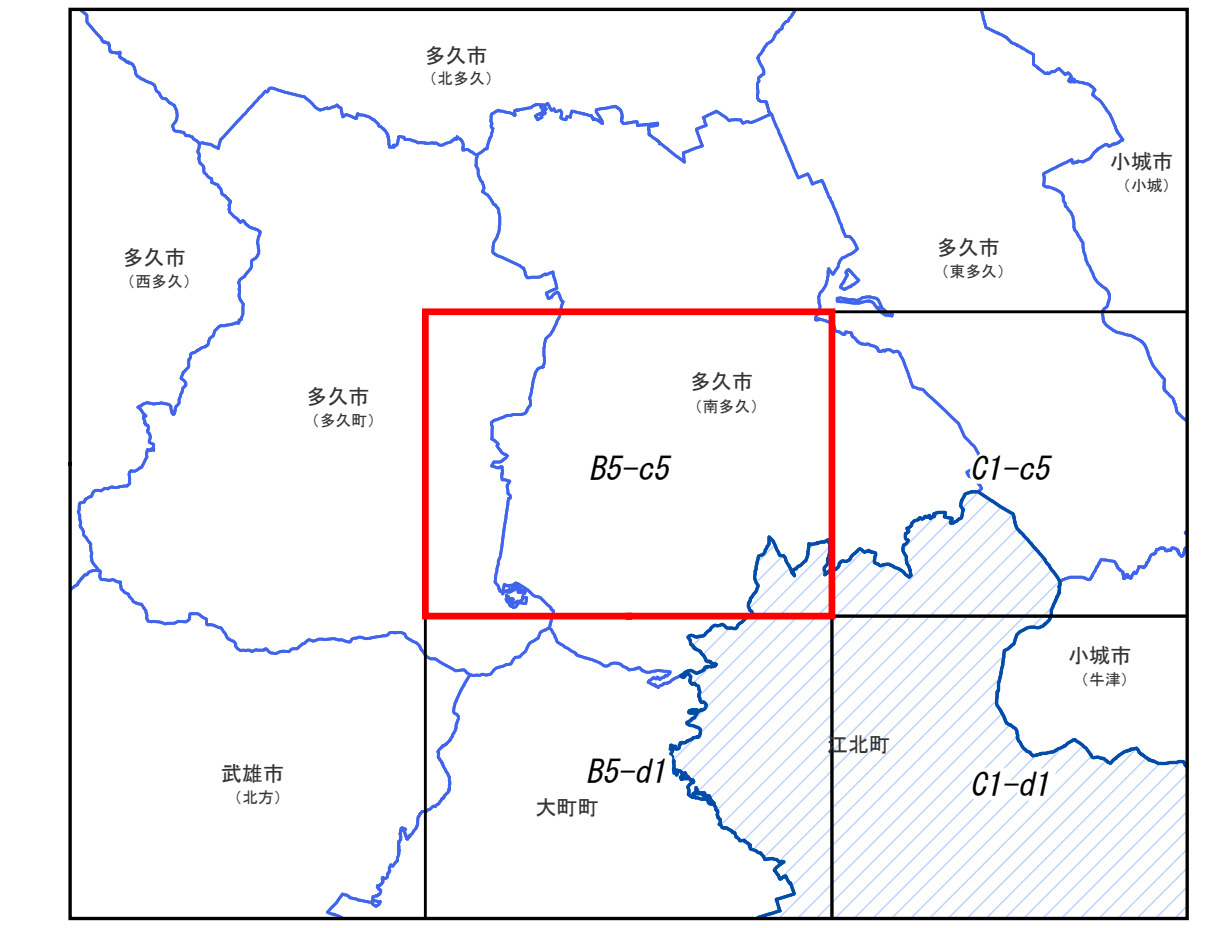 多久市
（北多久）
小城市
（小城）
多久市
（西多久）
多久市
（東多久）
多久市
（多久町）
多久市
（南多久）
B5-c5
C1-c5
小城市
（牛津）
江北町
武雄市
（北方）
B5-d1
大町町
C1-d1